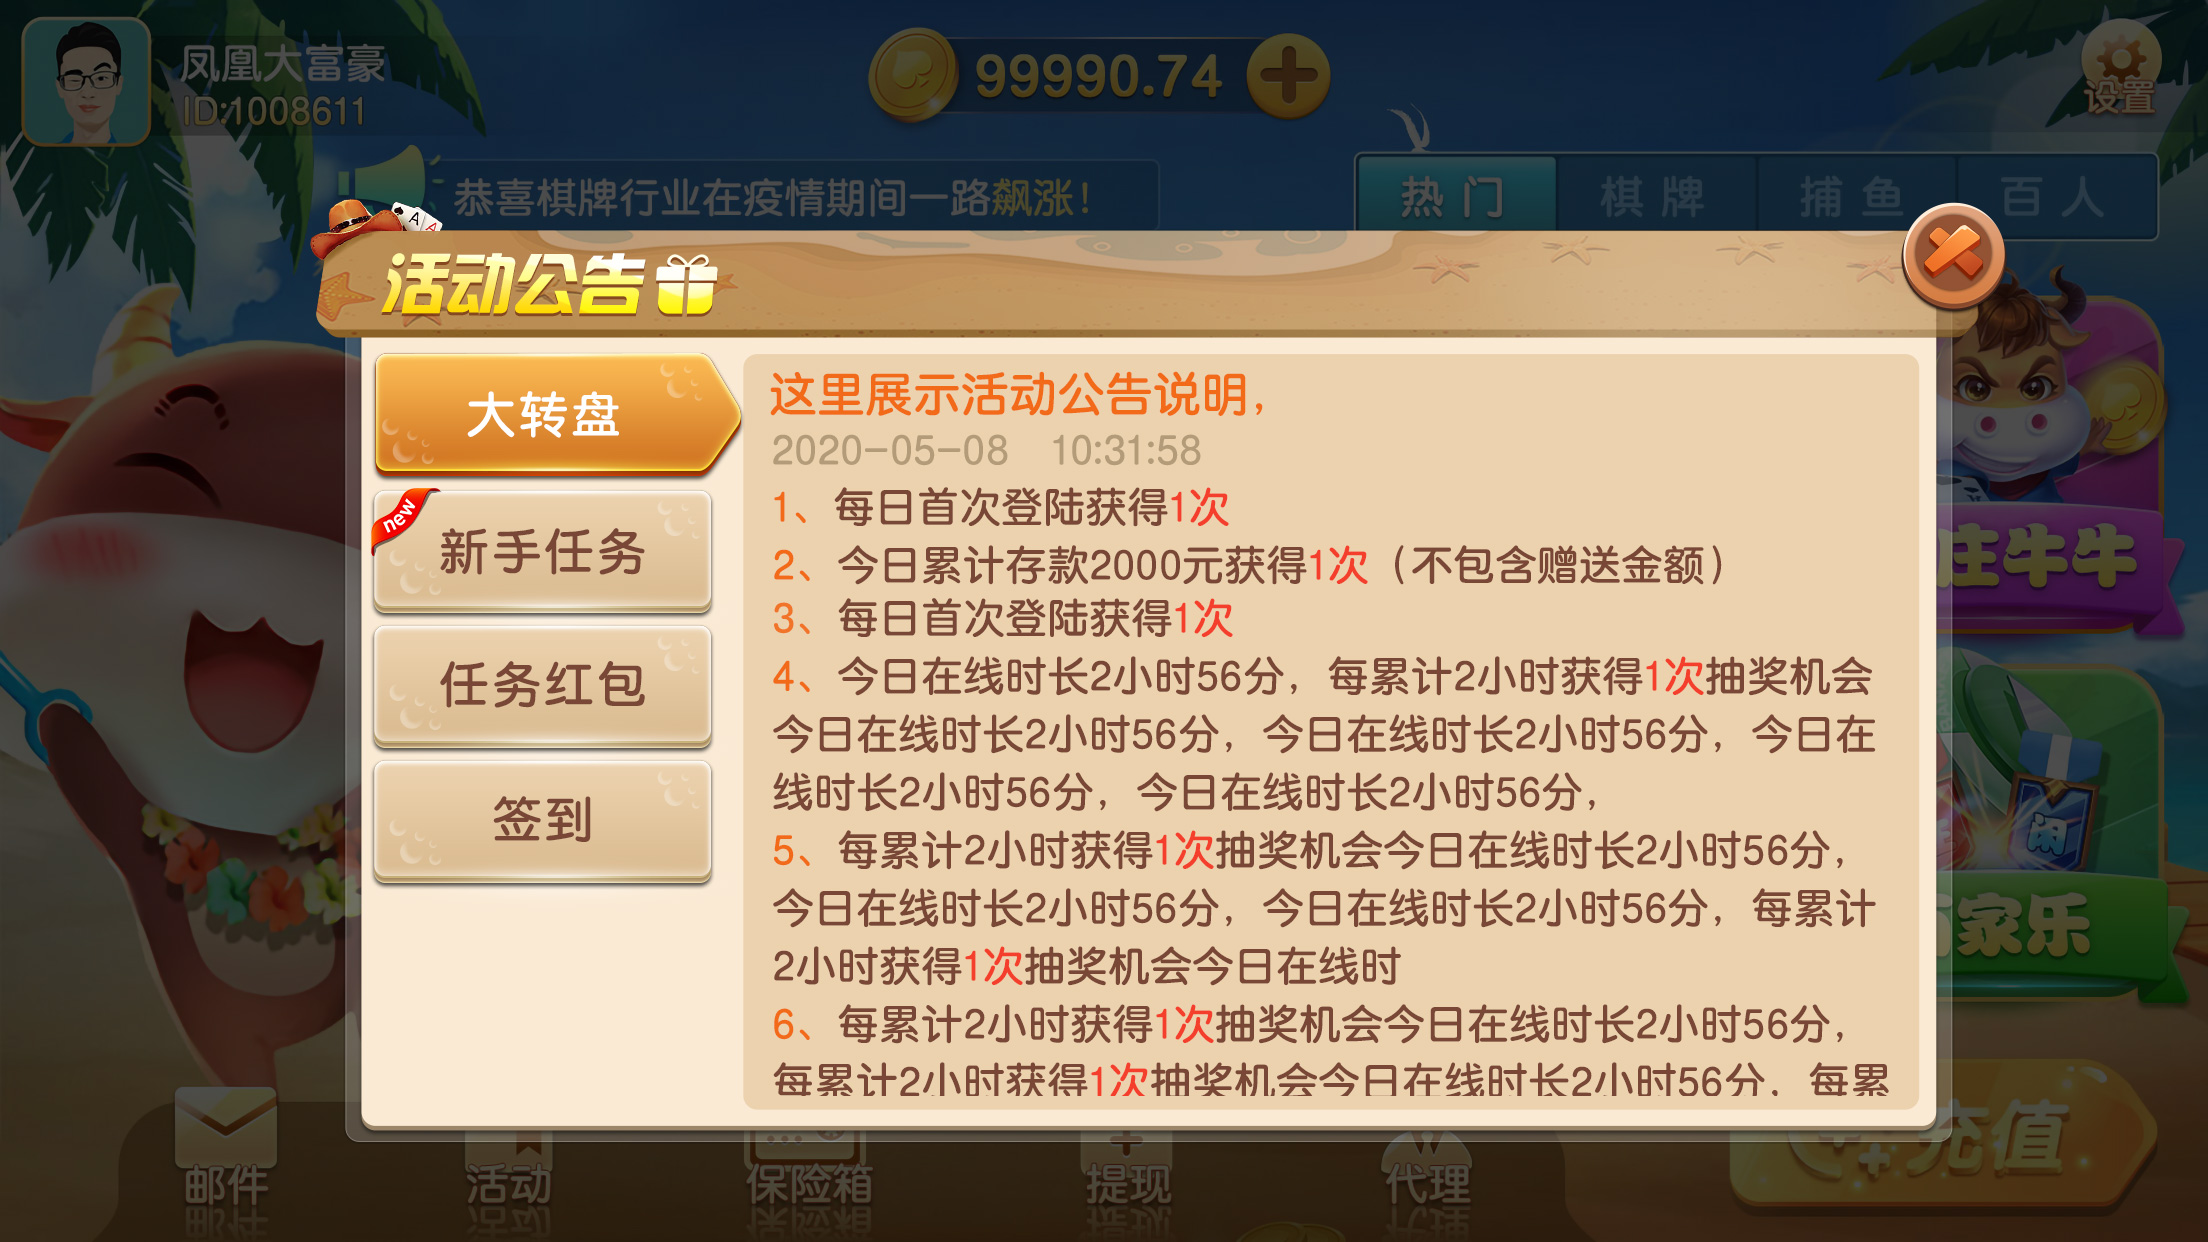 凤凰大富豪
ID:1008611
99990.74
设置
恭喜棋牌行业在疫情期间一路飙涨!
热门
棋牌
捕鱼
百人
活动公告
大转盘
new
新手任务
任务红包
签到
这里展示活动公告说明,
2020-05-08 10:31:58
1、每日首次登陆获得1次
2、今日累计存款2000元获得1次（不包含赠送金额）
3、每日首次登陆获得1次
4、今日在线时长2小时56分，每累计2小时获得1次抽奖机会
今日在线时长2小时56分，今日在线时长2小时56分，今日在
线时长2小时56分，今日在线时长2小时56分，
5、每累计2小时获得1次抽奖机会今日在线时长2小时56分，
今日在线时长2小时56分，今日在线时长2小时56分，每累计
2小时获得1次抽奖机会今日在线时
6、每累计2小时获得1次抽奖机会今日在线时长2小时56分，
每累计2小时获得1次抽奖机会今日在线时长2小时56分，每累
庄牛牛
闲
家乐
邮件
活动
保险箱
提现
代理
充值